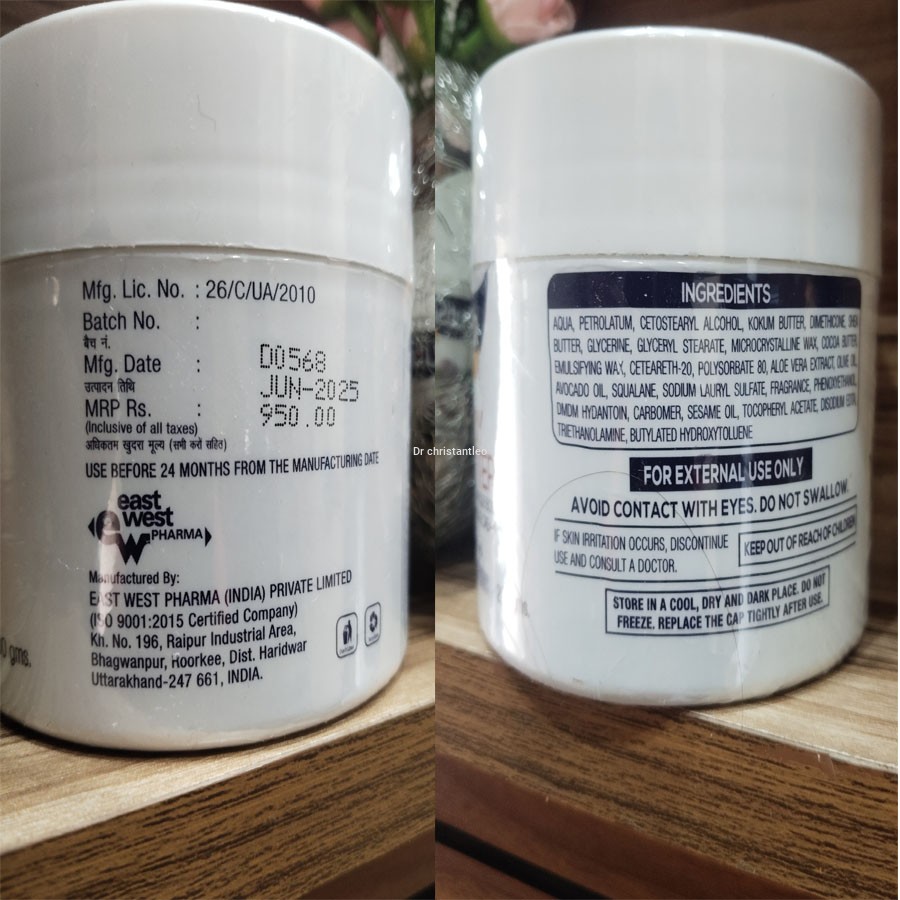 Mfg. Lic. No. : 26/C/UA/2010
Batch No. :
बैच नं.
D0568
Mfg. Date :
उत्पादन तिथि
JUN-2025
MRP Rs. :
950.00
(Inclusive of all taxes)
अधिकतम खुदरा मूल्य (सभी करों सहित)
USE BEFORE 24 MONTHS FROM THE MANUFACTURING DATE
east
west
PHARMA
Manufactured By:
EAST WEST PHARMA (INDIA) PRIVATE LIMITED
(ISO 9001:2015 Certified Company)
Kh. No. 196, Raipur Industrial Area,
Bhagwanpur, Roorkee, Dist. Haridwar
Uttarakhand-247 661, INDIA.
gms.
Dr christantleo
INGREDIENTS
AQUA, PETROLATUM, CETOSTEARYL ALCOHOL, KOKUM BUTTER, DIMETHICONE, SHEA
BUTTER, GLYCERINE, GLYCERYL STEARATE, MICROCRYSTALLINE WAX, COCOA BUTTER,
EMULSIFYING WAX, CETEARETH-20, POLYSORBATE 80, ALOE VERA EXTRACT, OLIVE OIL,
AVOCADO OIL, SQUALANE, SODIUM LAURYL SULFATE, FRAGRANCE, PHENOXYETHANOL,
DMDM HYDANTOIN, CARBOMER, SESAME OIL, TOCOPHERYL ACETATE, DISODIUM EDTA,
TRIETHANOLAMINE, BUTYLATED HYDROXYTOLUENE
FOR EXTERNAL USE ONLY
AVOID CONTACT WITH EYES. DO NOT SWALLOW.
IF SKIN IRRITATION OCCURS, DISCONTINUE
USE AND CONSULT A DOCTOR.
KEEP OUT OF REACH OF CHILDREN
STORE IN A COOL, DRY AND DARK PLACE. DO NOT
FREEZE. REPLACE THE CAP TIGHTLY AFTER USE.